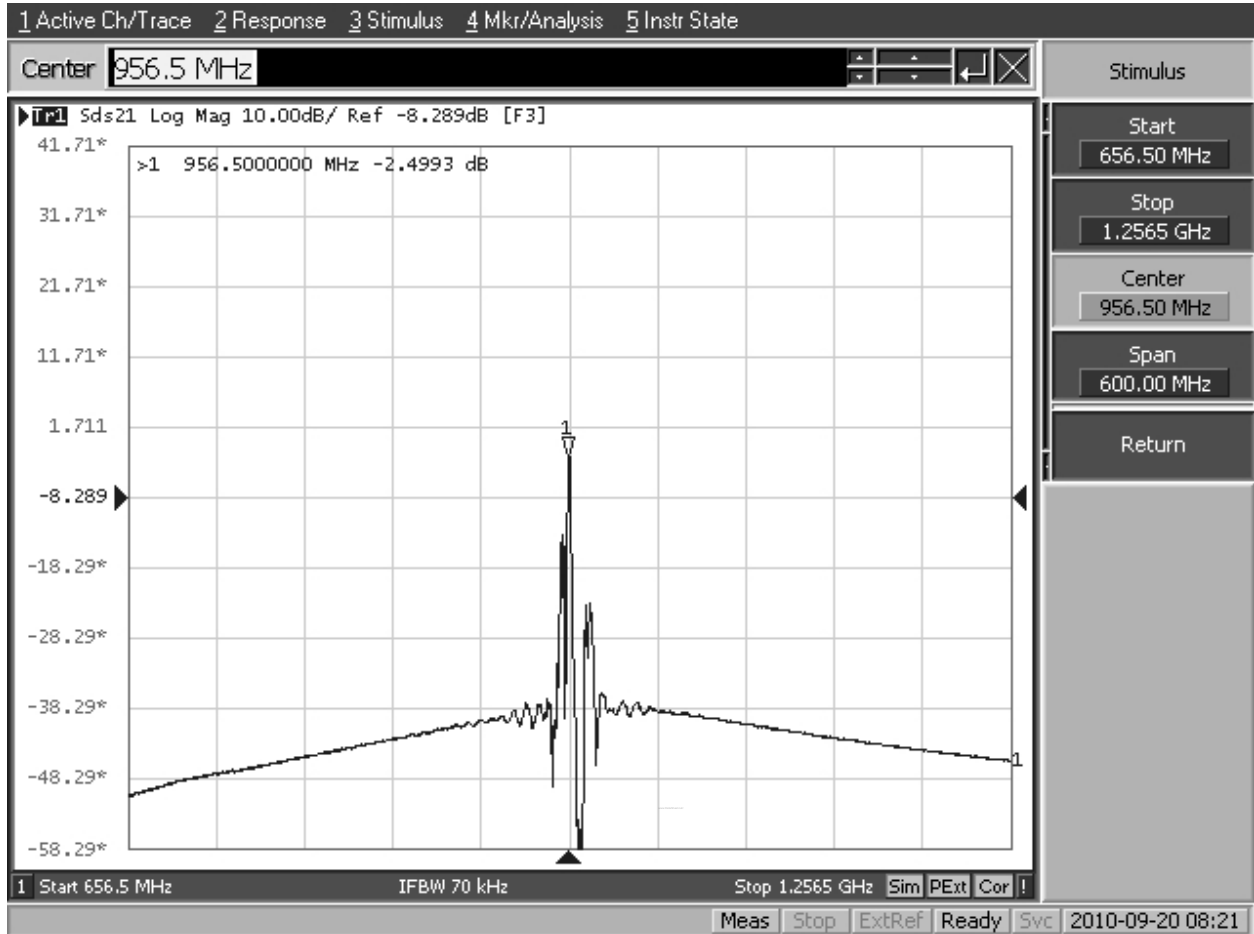 1 Active Ch/Trace 2 Response 3 Stimulus 4 Mkr/Analysis 5 Instr State
Center 956.5 MHz
Stimulus
Tr1 Sds21 Log Mag 10.00dB/ Ref -8.289dB [F3]
41.71*
>1 956.5000000 MHz -2.4993 dB
31.71*
21.71*
11.71*
1.711
-8.289
-18.29*
-28.29*
-38.29*
-48.29*
-58.29*
1
1
Start
656.50 MHz
Stop
1.2565 GHz
Center
956.50 MHz
Span
600.00 MHz
Return
1 Start 656.5 MHz IFBW 70 kHz Stop 1.2565 GHz Sim PExt Cor !
Meas Stop ExtRef Ready Svc 2010-09-20 08:21